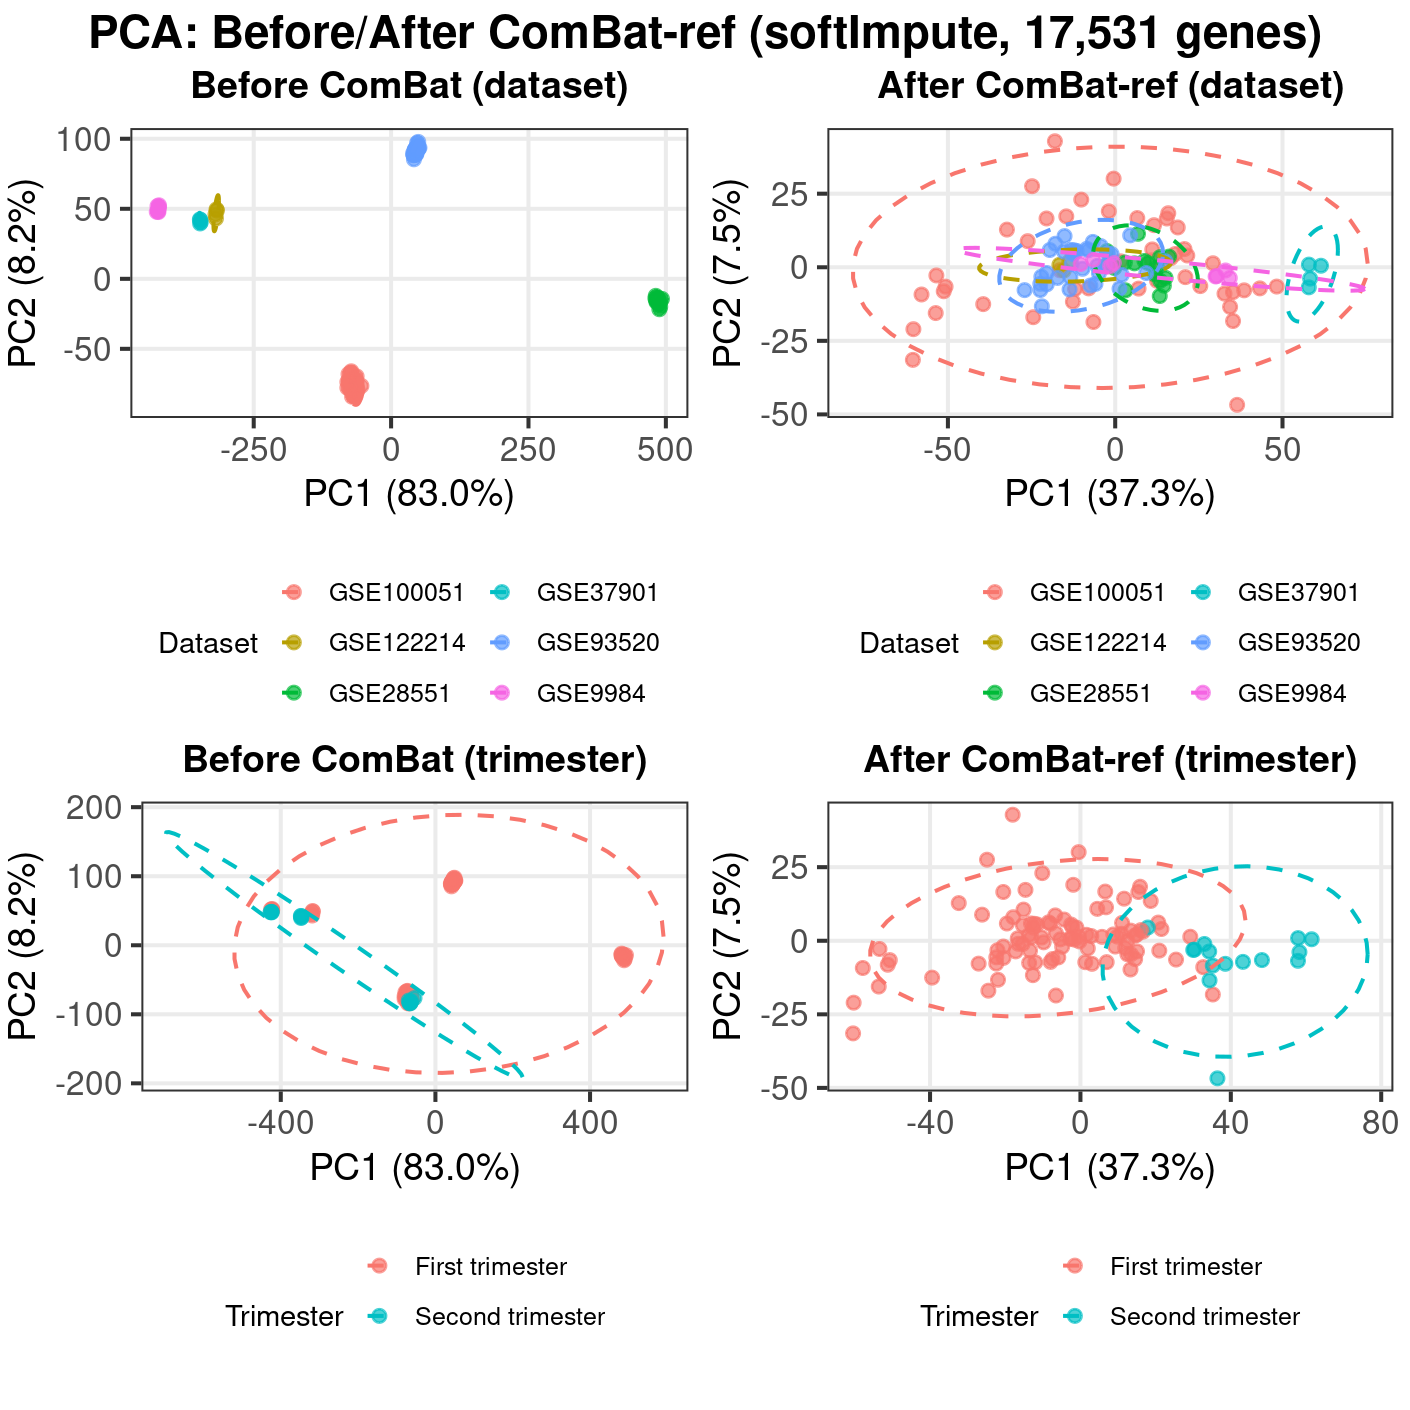 PCA: Before/After ComBat-ref (softImpute, 17,531 genes)
Before ComBat (dataset)
PC2 (8.2%)
100
50
0
-50
-250 0 250 500
PC1 (83.0%)
Dataset
GSE100051 GSE37901
GSE122214 GSE93520
GSE28551 GSE9984
After ComBat-ref (dataset)
PC2 (7.5%)
25
0
-25
-50
-50 0 50
PC1 (37.3%)
Dataset
GSE100051 GSE37901
GSE122214 GSE93520
GSE28551 GSE9984
Before ComBat (trimester)
PC2 (8.2%)
200
100
0
-100
-200
-400 0 400
PC1 (83.0%)
Trimester
First trimester
Second trimester
After ComBat-ref (trimester)
PC2 (7.5%)
25
0
-25
-50
-40 0 40 80
PC1 (37.3%)
Trimester
First trimester
Second trimester